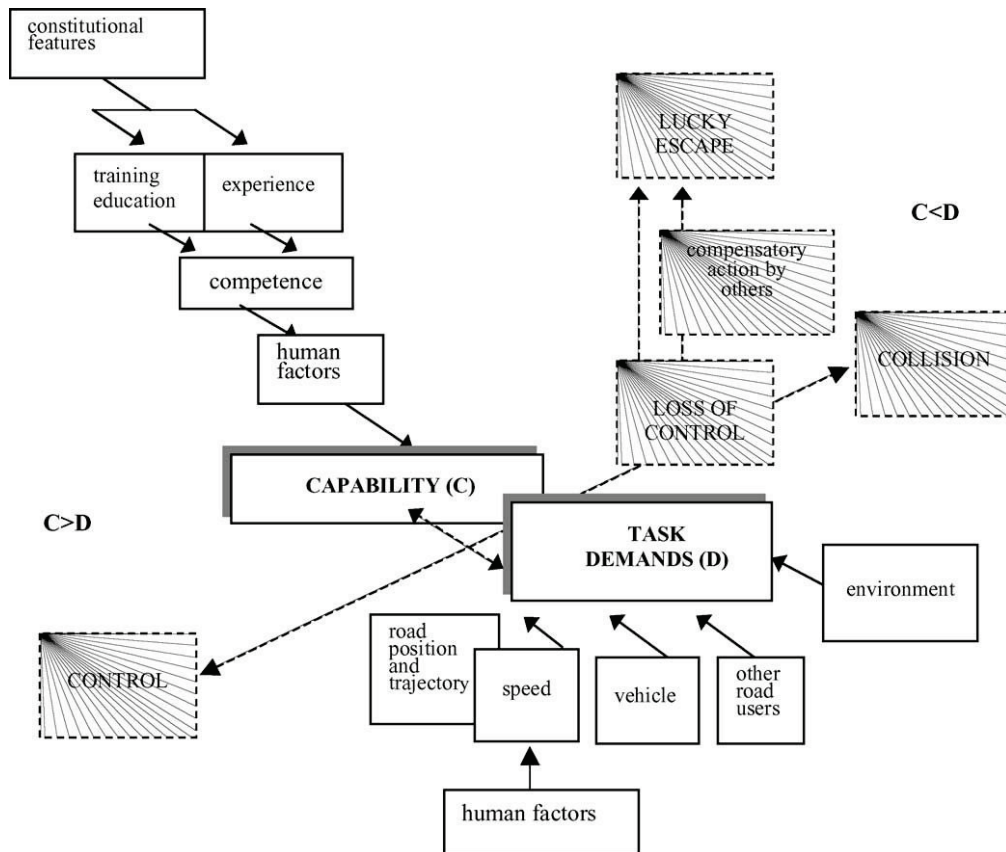 constitutional
features
training
education
experience
competence
human
factors
CAPABILITY (C)
C>D
CONTROL
LUCKY
ESCAPE
C<D
compensatory
action by
others
COLLISION
LOSS OF
CONTROL
TASK
DEMANDS (D)
environment
road
position
and
trajectory
speed
vehicle
other
road
users
human factors